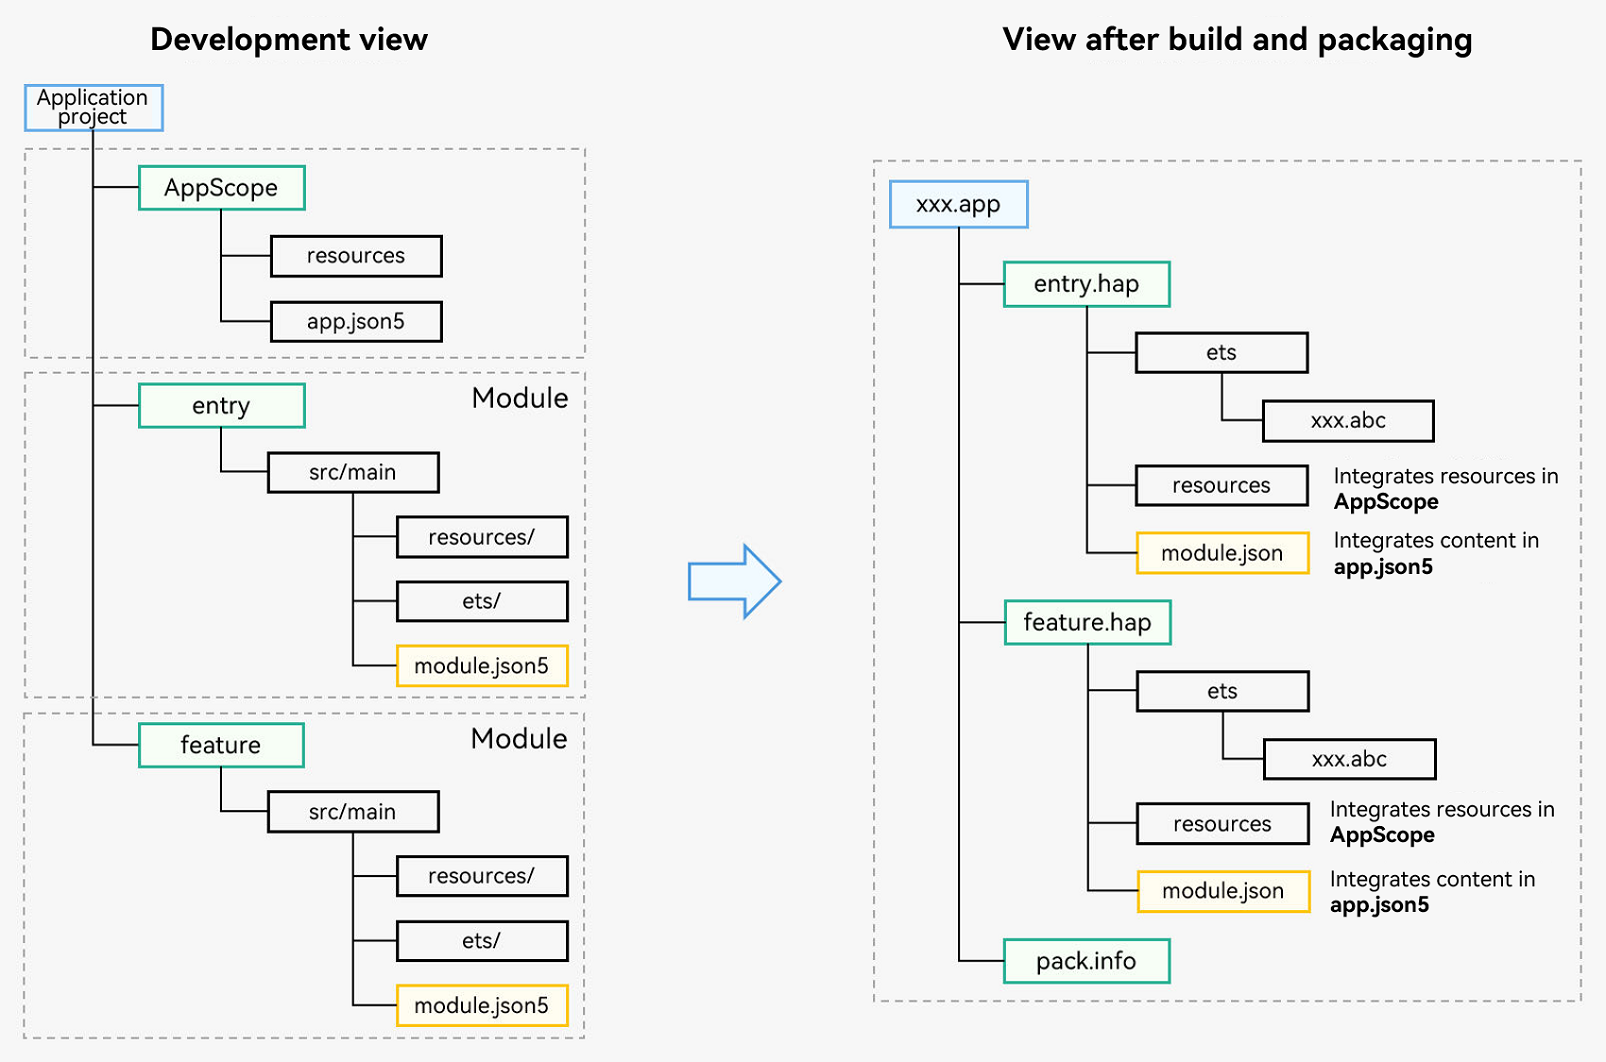 Development view
Application
project
AppScope
resources
app.json5
Module
entry
src/main
resources/
ets/
module.json5
Module
feature
src/main
resources/
ets/
module.json5
View after build and packaging
xxx.app
entry.hap
ets
xxx.abc
resources
Integrates resources in
AppScope
module.json
Integrates content in
app.json5
feature.hap
ets
xxx.abc
resources
Integrates resources in
AppScope
module.json
Integrates content in
app.json5
pack.info